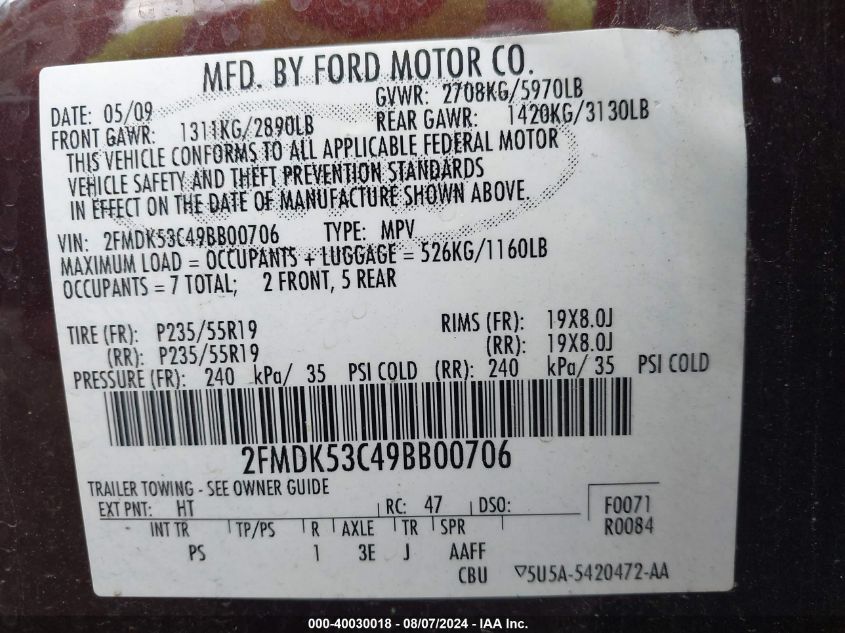 MFD. BY FORD MOTOR CO.
DATE: 05/09 GVWR: 2708KG/5970LB
FRONT GAWR: 1311KG/2890LB REAR GAWR: 1420KG/3130LB
THIS VEHICLE CONFORMS TO ALL APPLICABLE FEDERAL MOTOR
VEHICLE SAFETY AND THEFT PREVENTION STANDARDS
IN EFFECT ON THE DATE OF MANUFACTURE SHOWN ABOVE.
VIN: 2FMDK53C49BB00706 TYPE: MPV
MAXIMUM LOAD = OCCUPANTS + LUGGAGE = 526KG/1160LB
OCCUPANTS = 7 TOTAL; 2 FRONT, 5 REAR
TIRE (FR): P235/55R19 RIMS (FR): 19X8.0J
(RR): P235/55R19 (RR): 19X8.0J
PRESSURE (FR): 240 kPa/ 35 PSI COLD (RR): 240 kPa/ 35 PSI COLD
2FMDK53C49BB00706
TRAILER TOWING - SEE OWNER GUIDE
EXT PNT: HT RC: 47 DSO: F0071
INT TR TP/PS R AXLE TR SPR R0084
PS 1 3E J AAFF
CBU ▽5U5A-5420472-AA
000-40030018 - 08/07/2024 - IAA Inc.